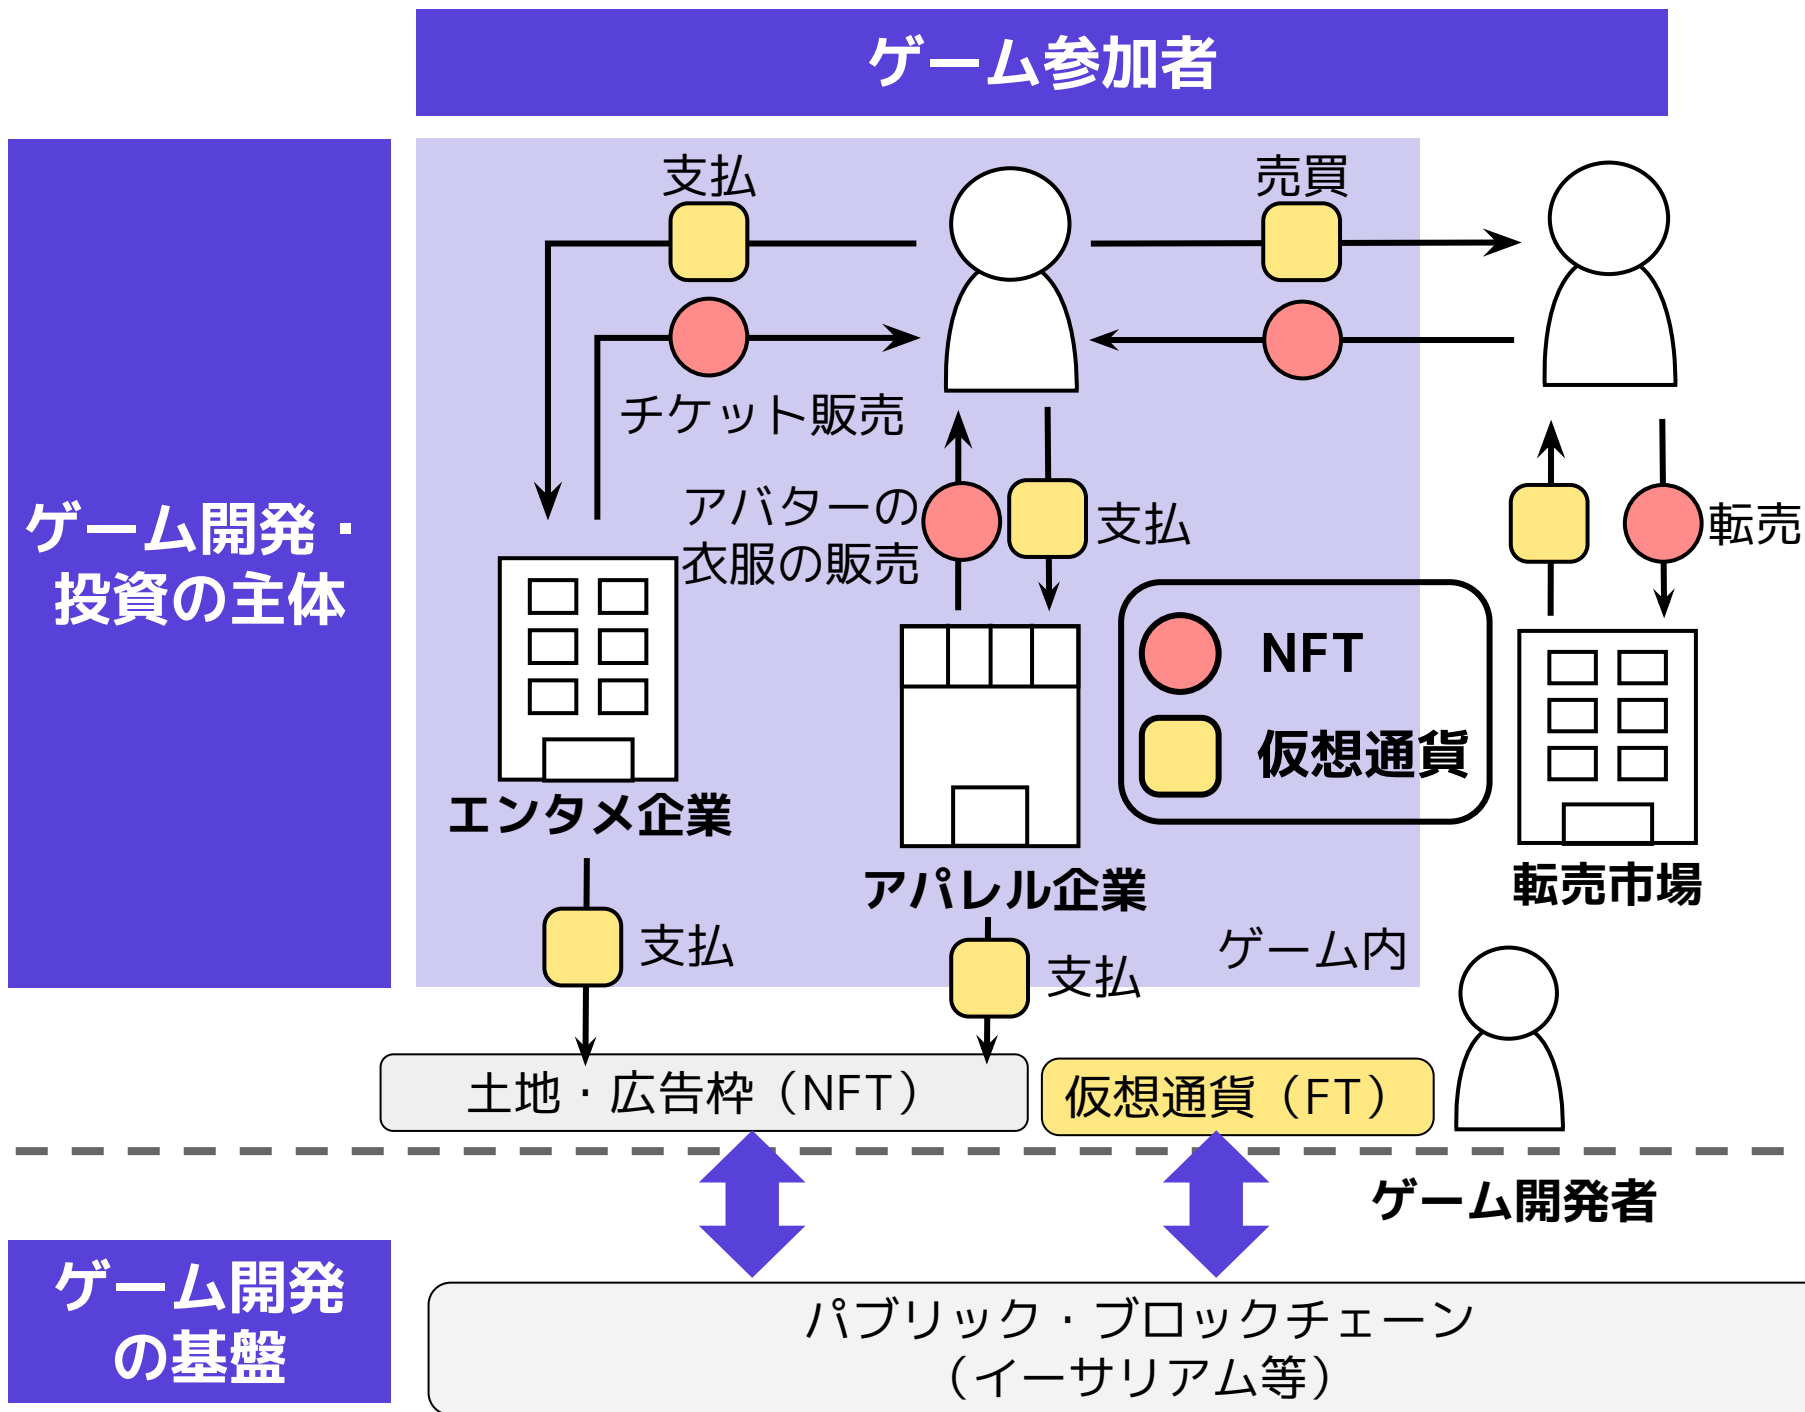 ゲーム参加者
ゲーム開発・
投資の主体
支払
売買
チケット販売
アバターの
衣服の販売
支払
転売
NFT
仮想通貨
エンタメ企業
アパレル企業
転売市場
支払
支払
ゲーム内
土地・広告枠（NFT）
仮想通貨（FT）
ゲーム開発者
ゲーム開発
の基盤
パブリック・ブロックチェーン
（イーサリアム等）